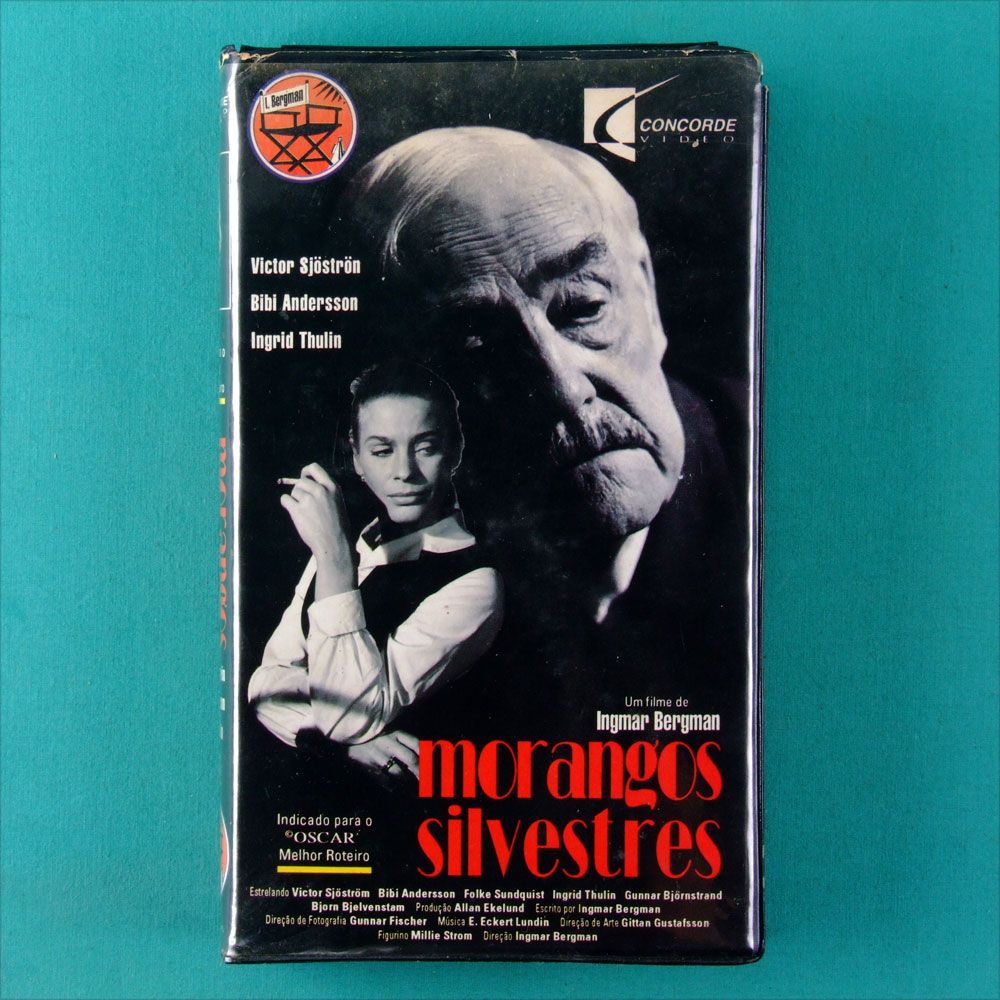 I. Bergman
CONCORDE
VIDEO
Victor Sjöströn
Bibi Andersson
Ingrid Thulin
Um filme de
Ingmar Bergman
morangos
silvestres
Indicado para o
©OSCAR
Melhor Roteiro
Estrelando Victor Sjöström Bibi Andersson Folke Sundquist Ingrid Thulin Gunnar Björnstrand
Bjorn Bjelvenstam Produção Allan Ekelund Escrito por Ingmar Bergman
Direção de Fotografia Gunnar Fischer Música E. Eckert Lundin Direção de Arte Gittan Gustafsson
Figurino Millie Strom Direção Ingmar Bergman